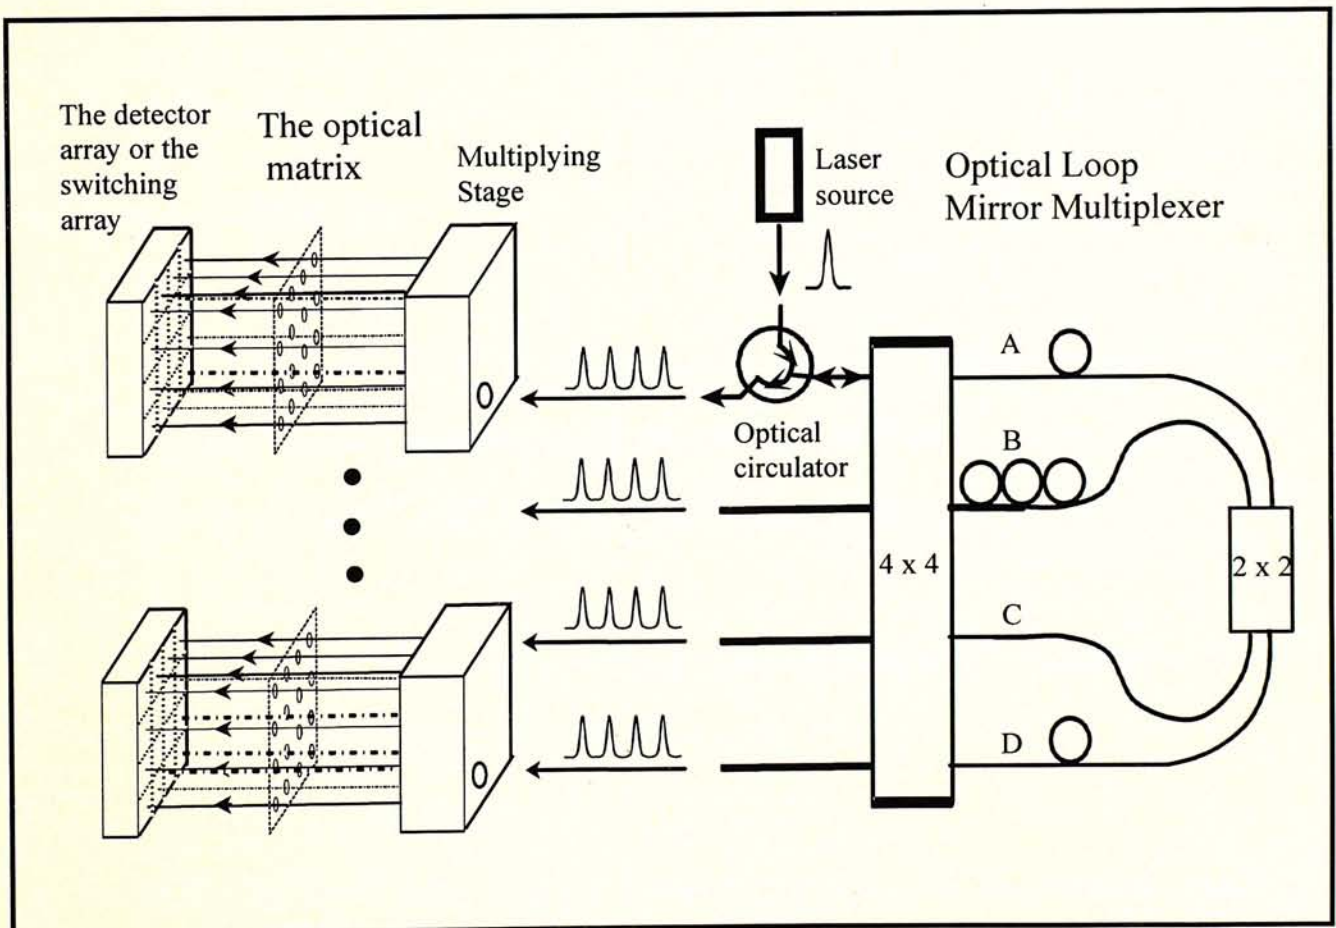 The detector
array or the
switching
array
The optical
matrix
Multiplying
Stage
Laser
source
Optical Loop
Mirror Multiplexer
Optical
circulator
A
B
4 x 4
2 x 2
C
D